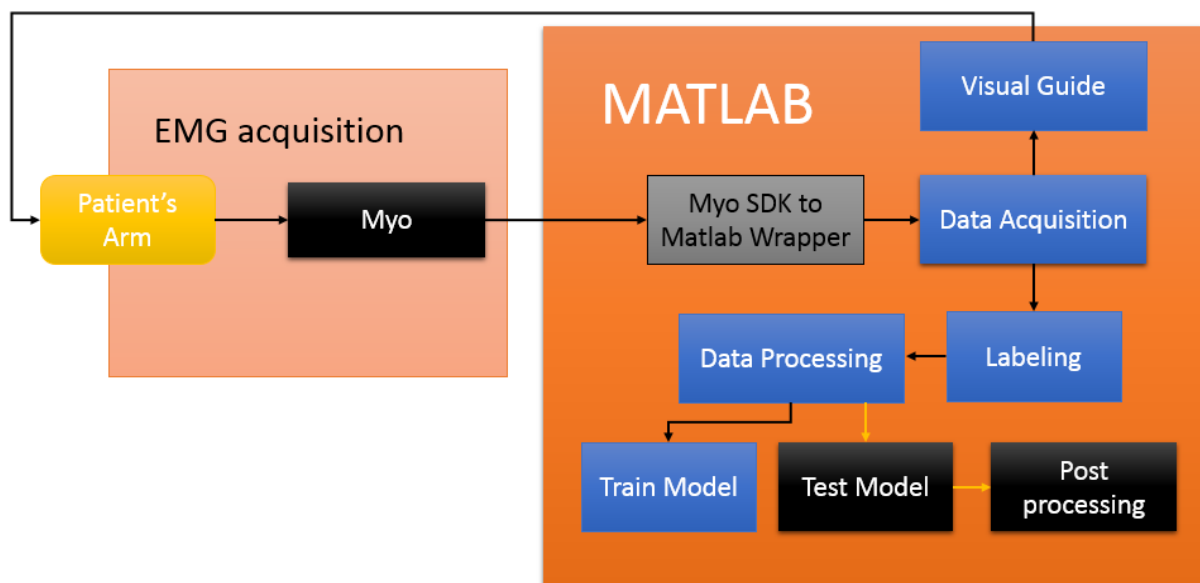 EMG acquisition
Patient's
Arm
Myo
MATLAB
Visual Guide
Myo SDK to
Matlab Wrapper
Data Acquisition
Data Processing
Labeling
Train Model
Test Model
Post
processing